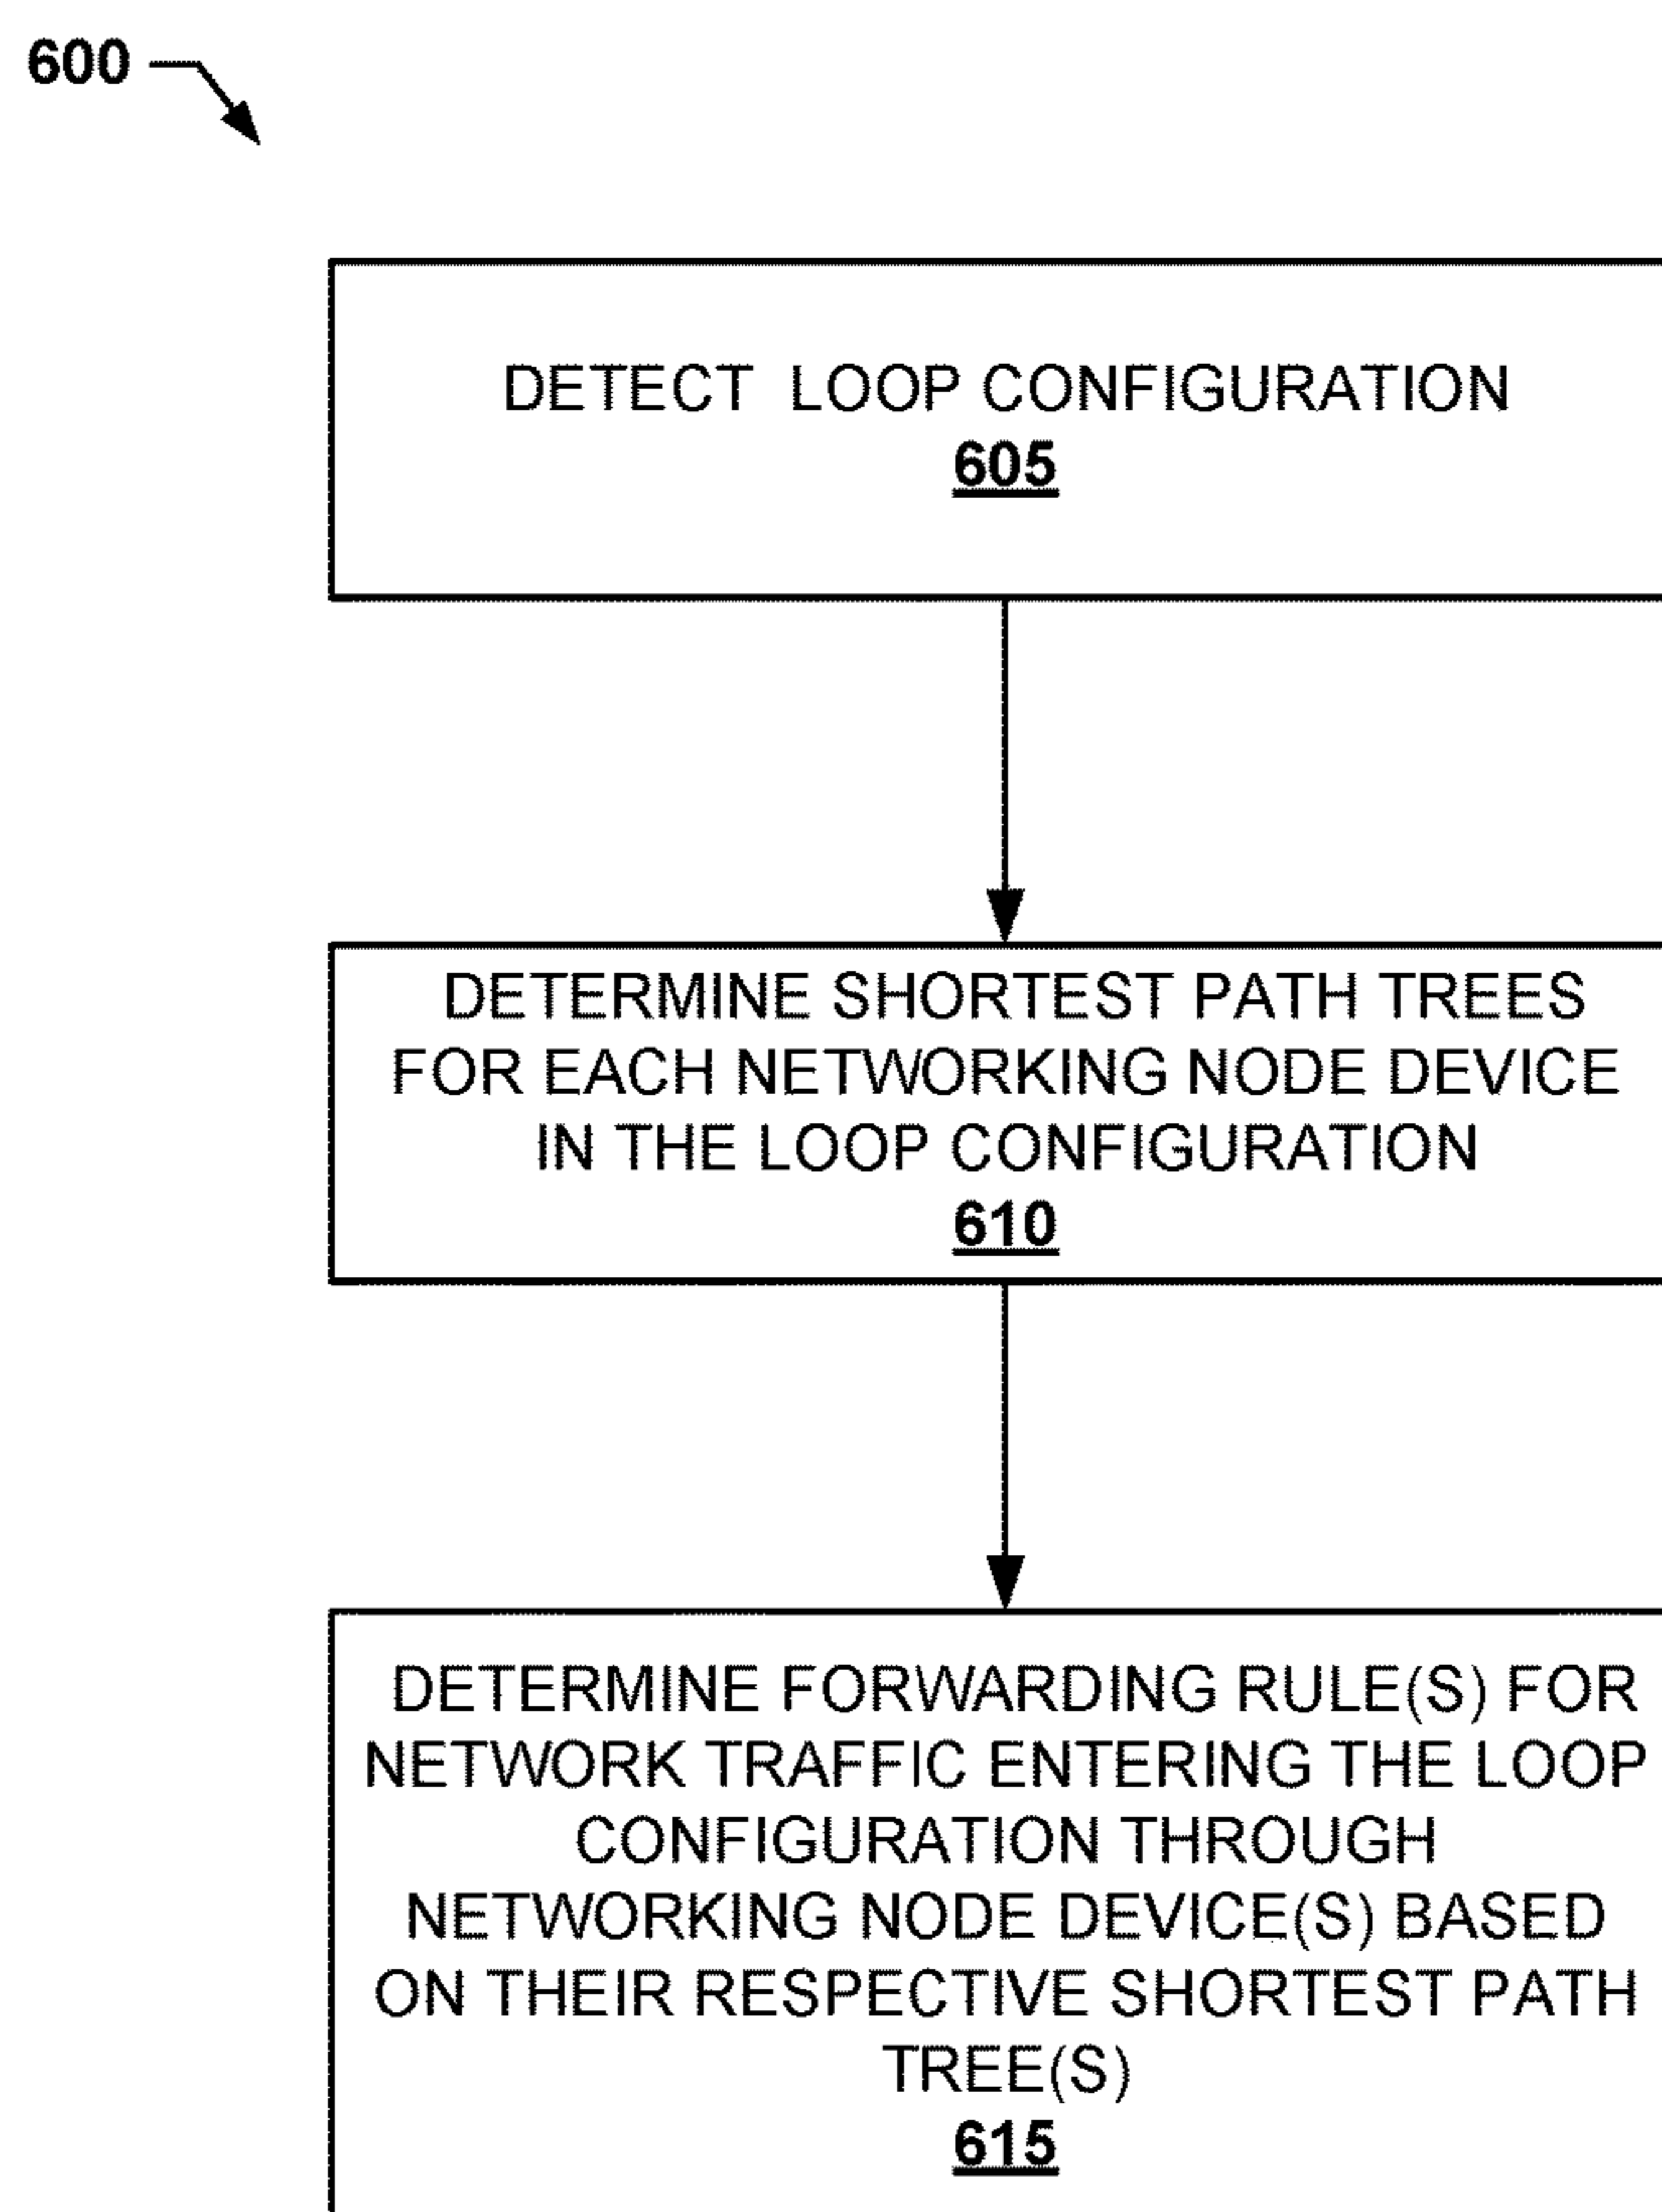 600
DETECT LOOP CONFIGURATION
605
DETERMINE SHORTEST PATH TREES
FOR EACH NETWORKING NODE DEVICE
IN THE LOOP CONFIGURATION
610
DETERMINE FORWARDING RULE(S) FOR
NETWORK TRAFFIC ENTERING THE LOOP
CONFIGURATION THROUGH
NETWORKING NODE DEVICE(S) BASED
ON THEIR RESPECTIVE SHORTEST PATH
TREE(S)
615